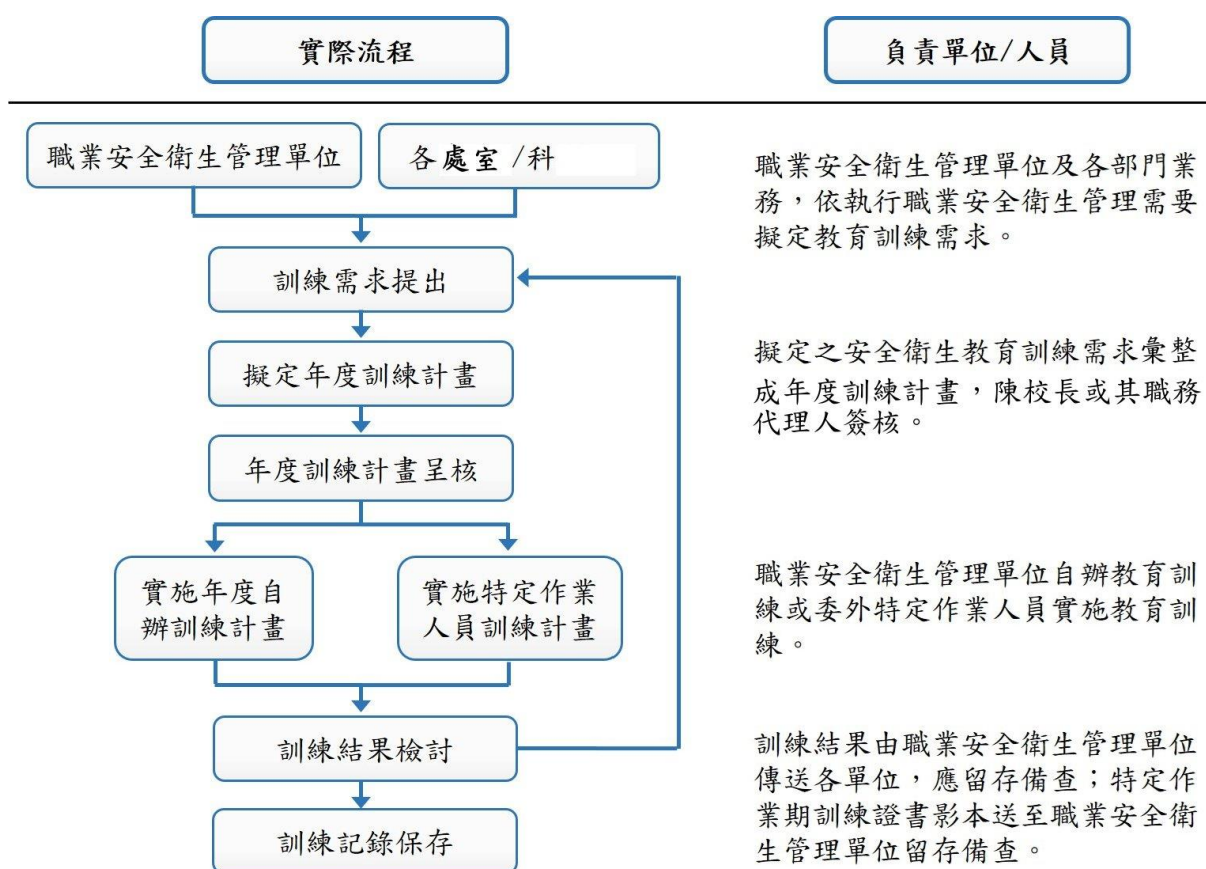 實際流程
負責單位/人員
職業安全衛生管理單位
各處室 /科
職業安全衛生管理單位及各部門業
務，依執行職業安全衛生管理需要
擬定教育訓練需求。
訓練需求提出
擬定年度訓練計畫
擬定之安全衛生教育訓練需求彙整
成年度訓練計畫，陳校長或其職務
代理人簽核。
年度訓練計畫呈核
實施年度自
辦訓練計畫
實施特定作業
人員訓練計畫
職業安全衛生管理單位自辦教育訓
練或委外特定作業人員實施教育訓
練。
訓練結果檢討
訓練記錄保存
訓練結果由職業安全衛生管理單位
傳送各單位，應留存備查；特定作
業期訓練證書影本送至職業安全衛
生管理單位留存備查。